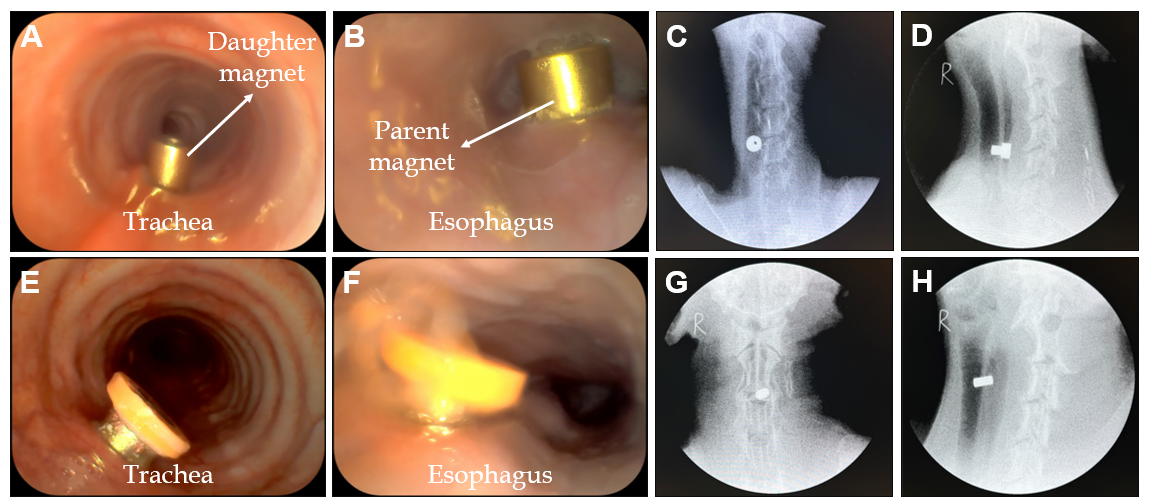 A
Daughter
magnet
Trachea
B
Parent
magnet
Esophagus
C
D
R
E
Trachea
F
Esophagus
G
R
H
R